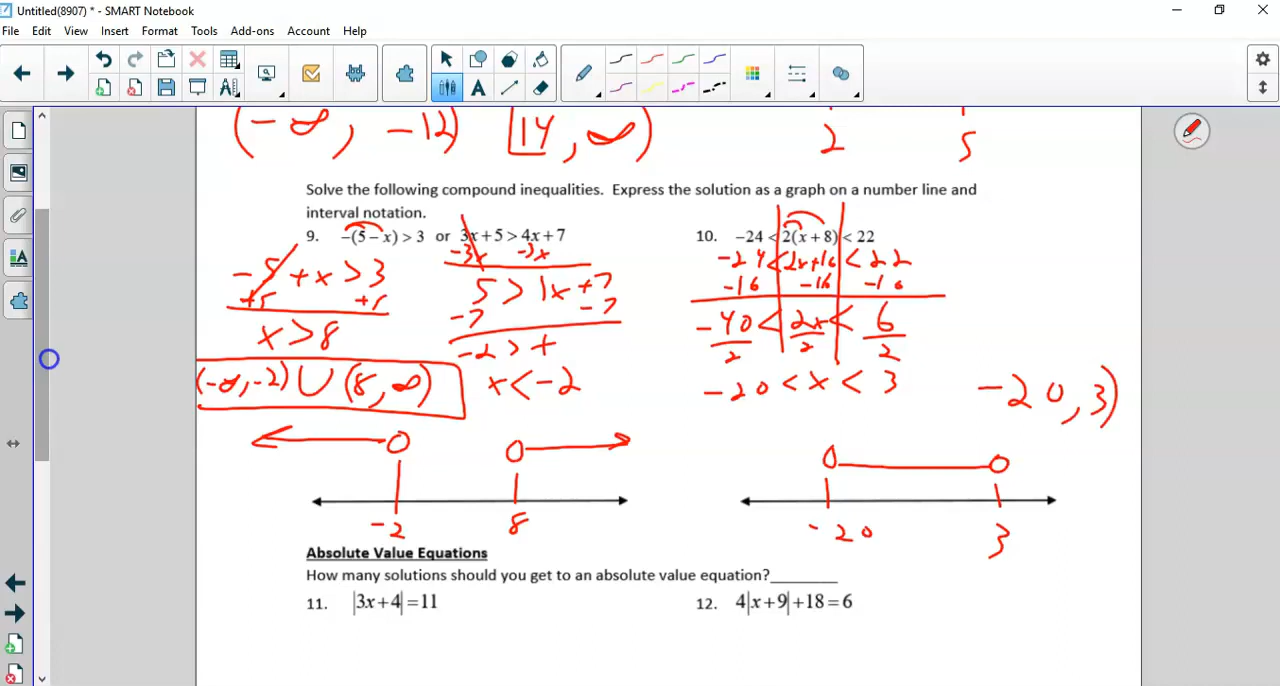 Untitled(8907) * - SMART Notebook
File Edit View Insert Format Tools Add-ons Account Help
(-∞, -12) [14, ∞) 2 5
Solve the following compound inequalities. Express the solution as a graph on a number line and
interval notation.
9. -(5-x)>3 or 3x+5>4x+7
10. -24<2(x+8)<22
-3x -3x
-24<2x+16<22
-5+x>3
5>1x+7
-16 -16 -16
+5 +5
-7 -7
-40<2x<6
2 2 2
x>8
-2>x
(-∞,-2)∪(8,∞)
x<-2
-20<x<3
-20,3)
-2 8
-20 3
Absolute Value Equations
How many solutions should you get to an absolute value equation?________
11. |3x+4|=11
12. 4|x+9|+18=6